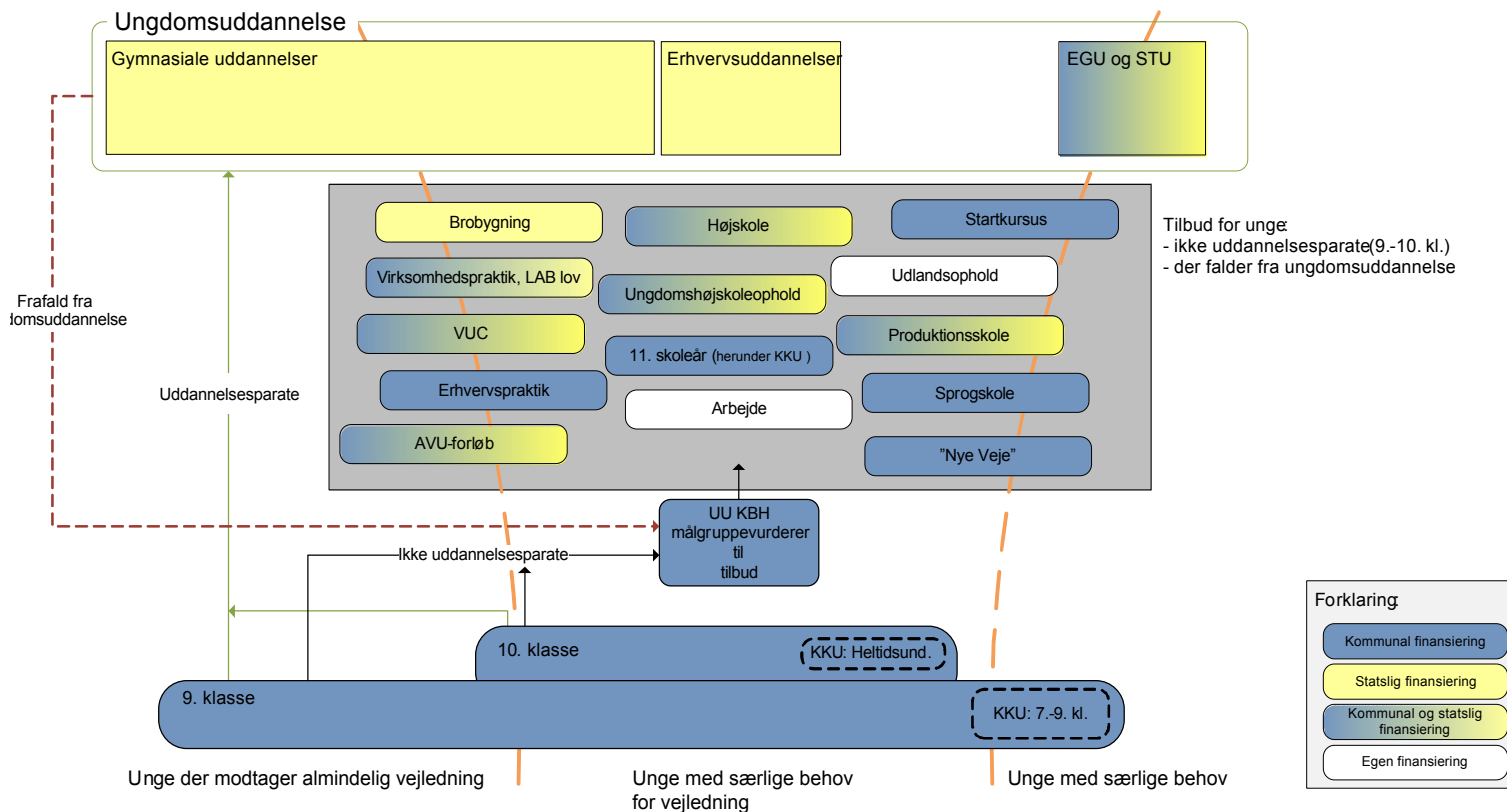 Ungdomsuddannelse
Gymnasiale uddannelser
Erhvervsuddannelser
EGU og STU
Brobygning
Højskole
Startkursus
Virksomhedspraktik, LAB lov
Ungdomshøjskoleophold
Udlandsophold
VUC
11. skoleår (herunder KKU )
Produktionsskole
Erhvervspraktik
Arbejde
Sprogskole
AVU-forløb
"Nye Veje"
Tilbud for unge:
- ikke uddannelsesparate(9.-10. kl.)
- der falder fra ungdomsuddannelse
Frafald fra
domsuddannelse
Uddannelsesparate
UU KBH
målgruppevurderer
til
tilbud
Ikke uddannelsesparate
10. klasse
KKU: Heltidsund.
9. klasse
KKU: 7.-9. kl.
Unge der modtager almindelig vejledning
Unge med særlige behov
for vejledning
Unge med særlige behov
Forklaring:
Kommunal finansiering
Statslig finansiering
Kommunal og statslig
finansiering
Egen finansiering